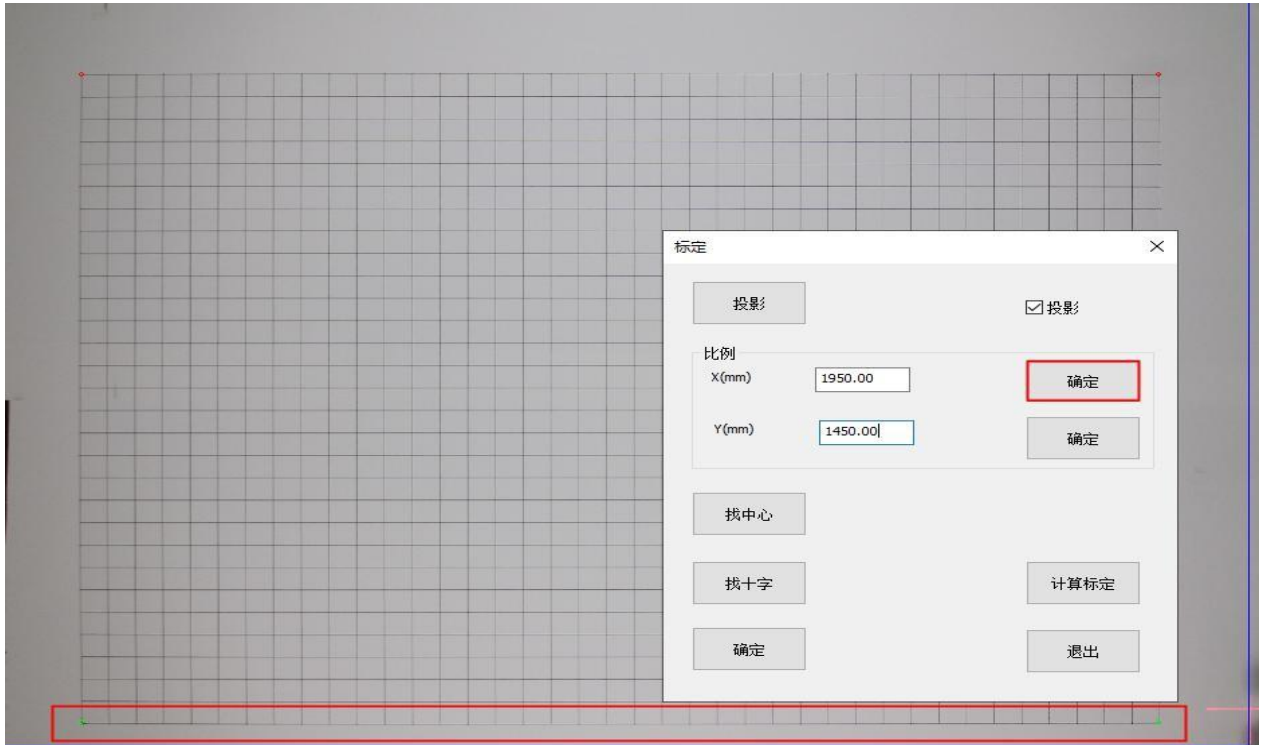 标定
投影
投影
比例
X(mm) 1950.00 确定
Y(mm) 1450.00 确定
找中心
找十字 计算标定
确定 退出